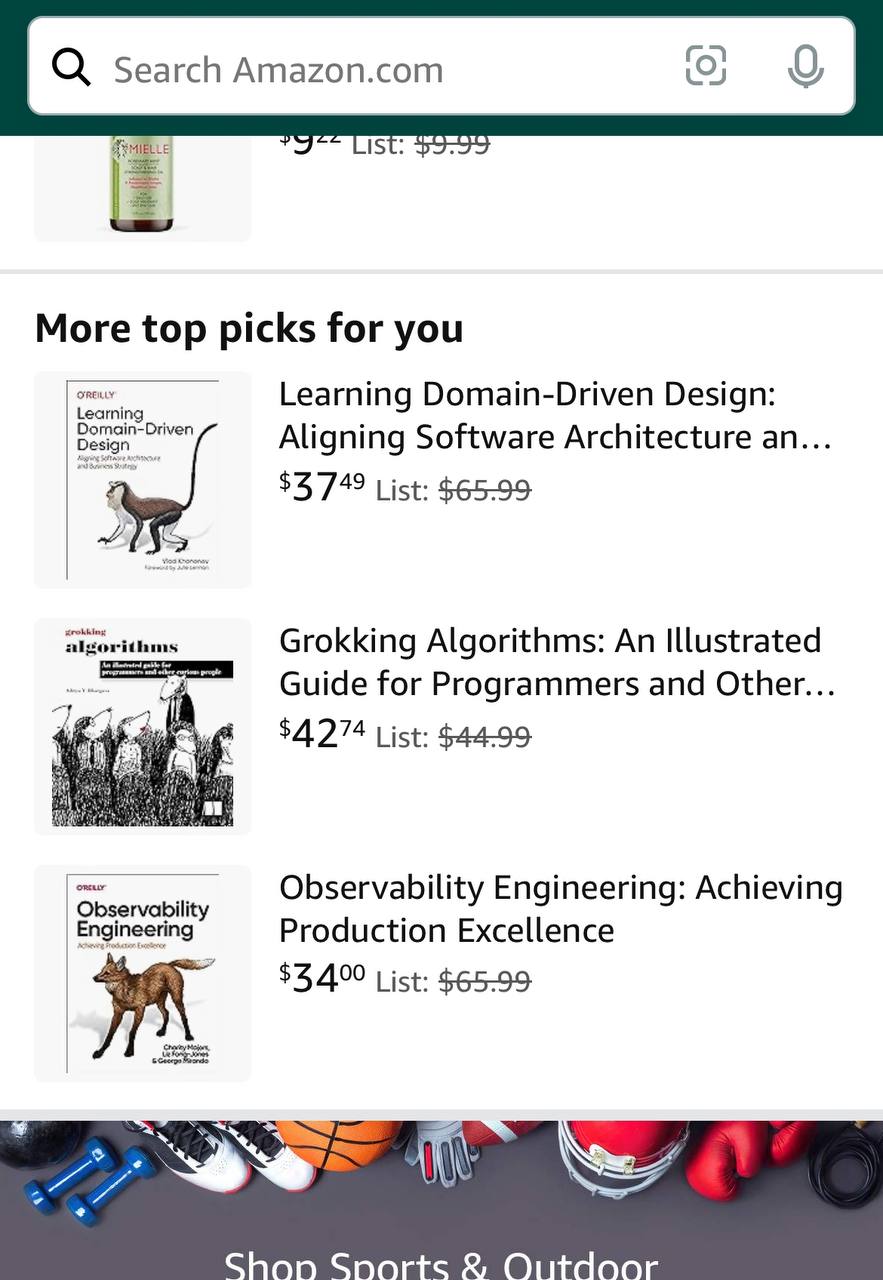 Search Amazon.com
MIELLE
$9.22 List: $9.99
More top picks for you
O'REILLY
Learning
Domain-Driven
Design
Aligning Software Architecture
and Business Strategy
Vlad Khononov
Foreword by Julie Lerman
Learning Domain-Driven Design:
Aligning Software Architecture an...
$37.49 List: $65.99
grokking
algorithms
An illustrated guide for
programmers and other curious people
Aditya Y. Bhargava
Grokking Algorithms: An Illustrated
Guide for Programmers and Other...
$42.74 List: $44.99
O'REILLY
Observability
Engineering
Achieving Production Excellence
Charity Majors,
Liz Fong-Jones
& George Miranda
Observability Engineering: Achieving
Production Excellence
$34.00 List: $65.99
Shop Sports & Outdoor